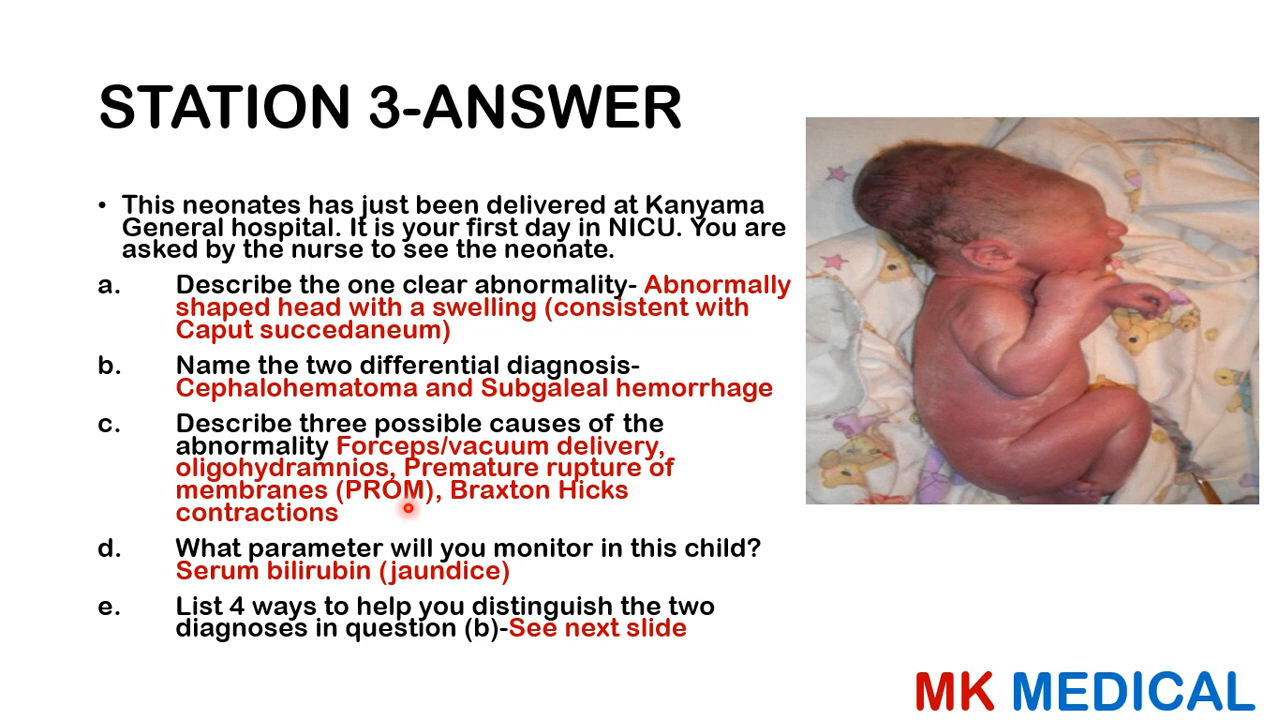 STATION 3-ANSWER
• This neonates has just been delivered at Kanyama
General hospital. It is your first day in NICU. You are
asked by the nurse to see the neonate.
a. Describe the one clear abnormality- Abnormally
shaped head with a swelling (consistent with
Caput succedaneum)
b. Name the two differential diagnosis-
Cephalohematoma and Subgaleal hemorrhage
c. Describe three possible causes of the
abnormality Forceps/vacuum delivery,
oligohydramnios, Premature rupture of
membranes (PROM), Braxton Hicks
contractions
d. What parameter will you monitor in this child?
Serum bilirubin (jaundice)
e. List 4 ways to help you distinguish the two
diagnoses in question (b)-See next slide
MK MEDICAL